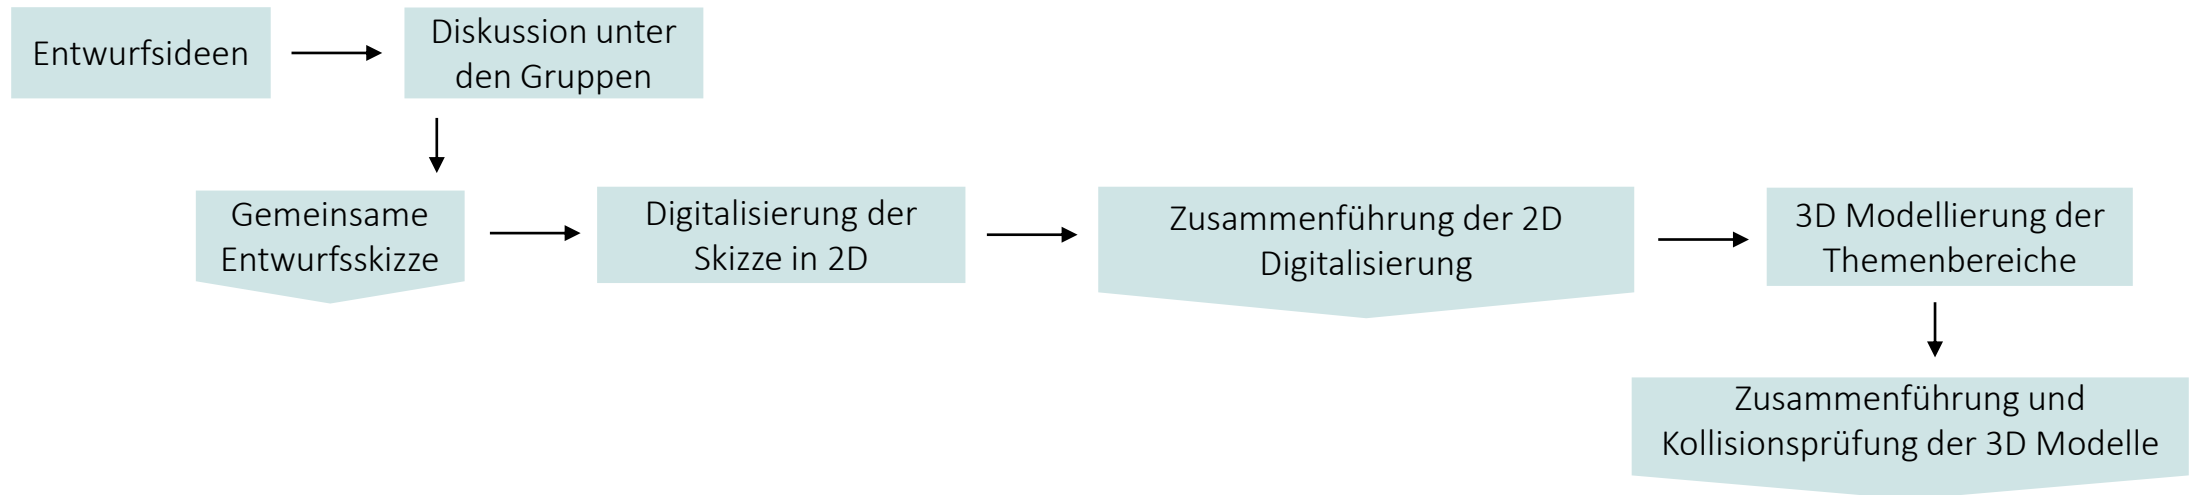 Entwurfsideen
Diskussion unter
den Gruppen
Gemeinsame
Entwurfsskizze
Digitalisierung der
Skizze in 2D
Zusammenführung der 2D
Digitalisierung
3D Modellierung der
Themenbereiche
Zusammenführung und
Kollisionsprüfung der 3D Modelle